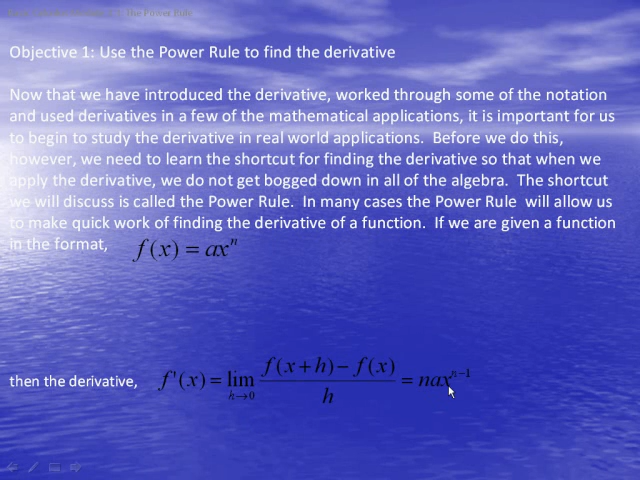 The Power Rule
Objective 1: Use the Power Rule to find the derivative
Now that we have introduced the derivative, worked through some of the notation
and used derivatives in a few of the mathematical applications, it is important for us
to begin to study the derivative in real world applications.  Before we do this,
however, we need to learn the shortcut for finding the derivative so that when we
apply the derivative, we do not get bogged down in all of the algebra.  The shortcut
we will discuss is called the Power Rule.  In many cases the Power Rule  will allow us
to make quick work of finding the derivative of a function.  If we are given a function
in the format, f(x) = ax^n
then the derivative, f'(x) = lim_{h→0} (f(x+h) − f(x))/h = nax^{n−1}